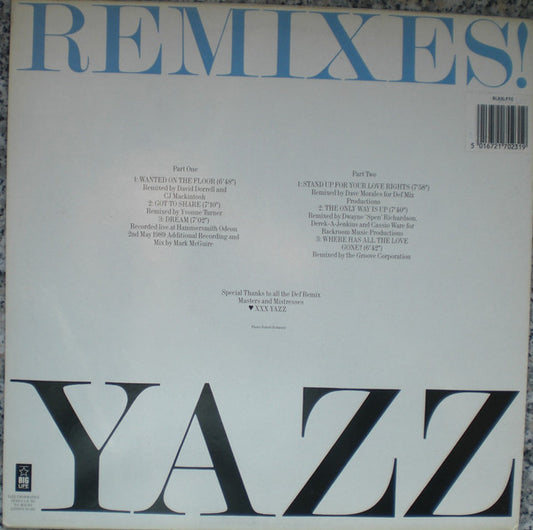 REMIXES!
5 016721 702319
Part One
1: WANTED ON THE FLOOR (6'48")
Remixed by David Dorrell and
CJ Mackintosh
2: GOT TO SHARE (7'10")
Remixed by Yvonne Turner
3: DREAM (7'02")
Recorded live at Hammersmith Odeon
2nd May 1989 Additional Recording and
Mix by Mark McGuire
Part Two
1: STAND UP FOR YOUR LOVE RIGHTS (7'58")
Remixed by Dave Morales for Def Mix
Productions
2: THE ONLY WAY IS UP (7'40")
Remixed by Dwayne 'Spen' Richardson,
Derek-A-Jenkins and Cassio Ware for
Backroom Music Productions
3: WHERE HAS ALL THE LOVE
GONE? (6'42")
Remixed by the Groove Corporation
Special Thanks to all the Def Remix
Masters and Mistresses
♥ XXX YAZZ
YAZZ
BIG
LIFE